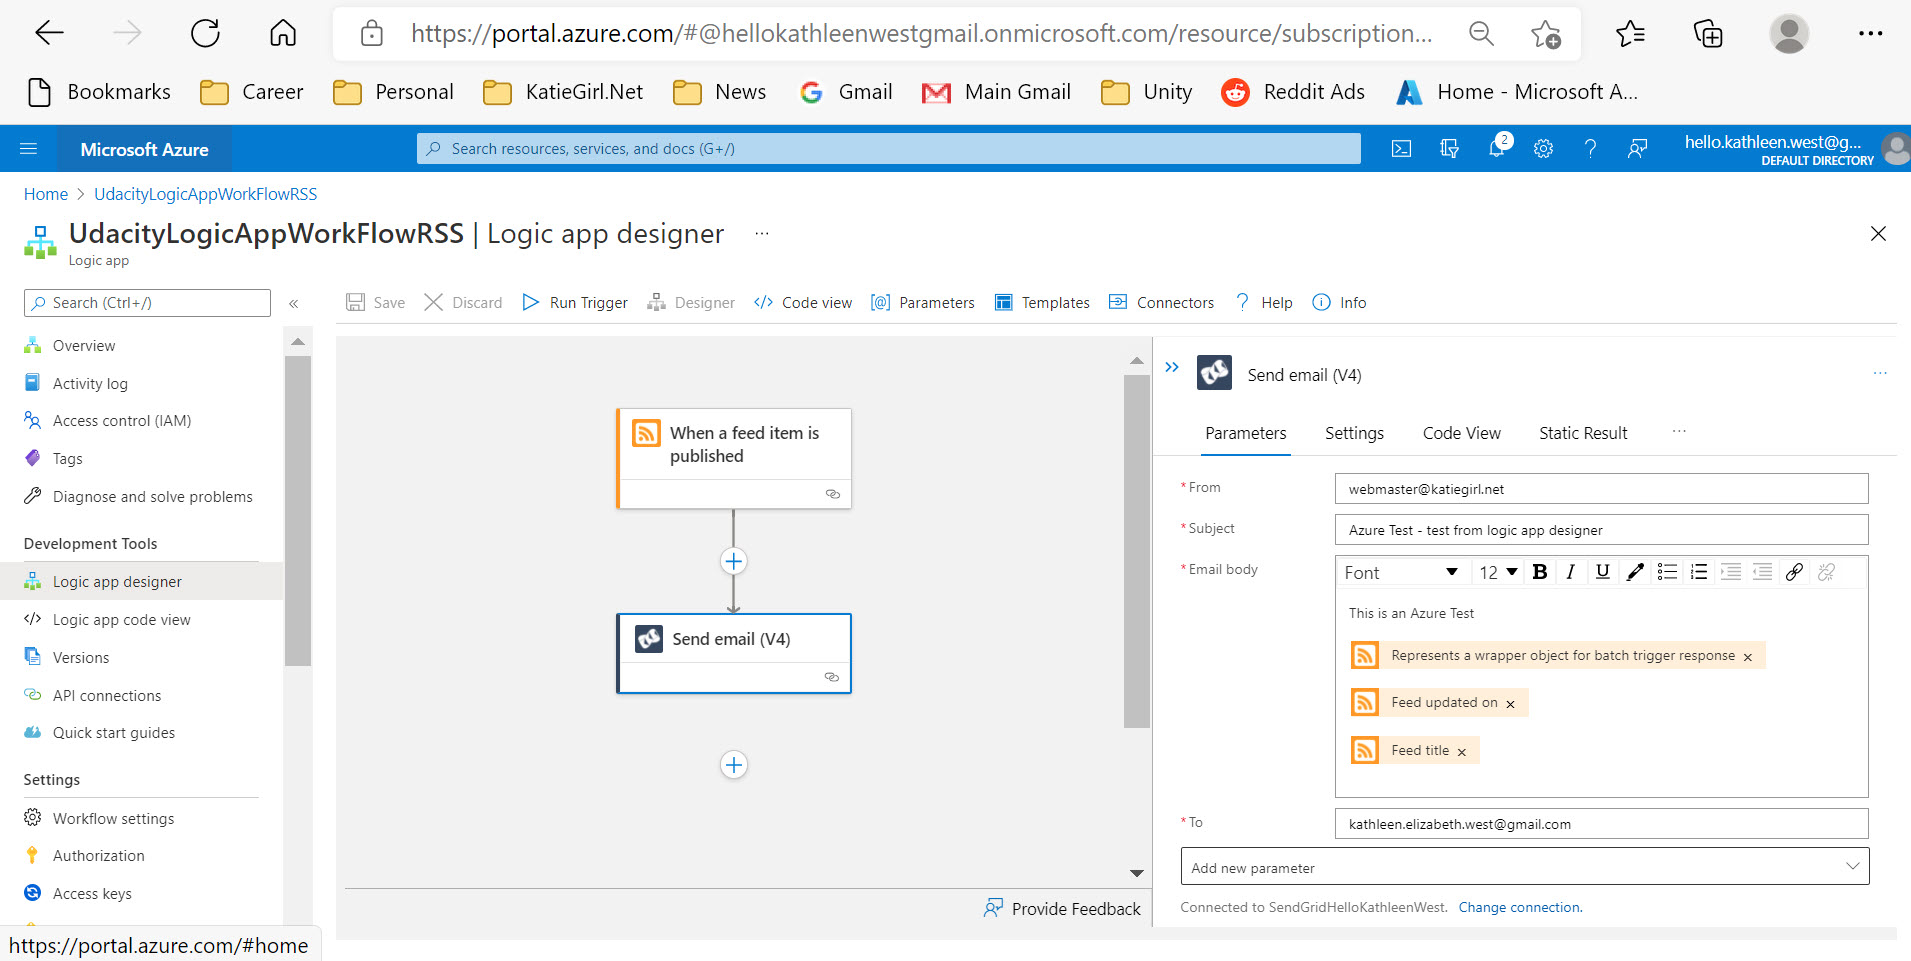 https://portal.azure.com/#@hellokathleenwestgmail.onmicrosoft.com/resource/subscription...
Bookmarks Career Personal KatieGirl.Net News Gmail Main Gmail Unity Reddit Ads Home - Microsoft A...
Microsoft Azure
Search resources, services, and docs (G+/)
2
hello.kathleen.west@g...
DEFAULT DIRECTORY
Home > UdacityLogicAppWorkFlowRSS
UdacityLogicAppWorkFlowRSS | Logic app designer ...
Logic app
Search (Ctrl+/) «
Save Discard Run Trigger Designer Code view Parameters Templates Connectors Help Info
Overview
Activity log
Access control (IAM)
Tags
Diagnose and solve problems
Development Tools
Logic app designer
Logic app code view
Versions
API connections
Quick start guides
Settings
Workflow settings
Authorization
Access keys
https://portal.azure.com/#home
When a feed item is
published
Send email (V4)
Provide Feedback
Send email (V4)
Parameters Settings Code View Static Result ...
* From
webmaster@katiegirl.net
* Subject
Azure Test - test from logic app designer
* Email body
Font 12 B I U
This is an Azure Test
Represents a wrapper object for batch trigger response ×
Feed updated on ×
Feed title ×
* To
kathleen.elizabeth.west@gmail.com
Add new parameter
Connected to SendGridHelloKathleenWest. Change connection.